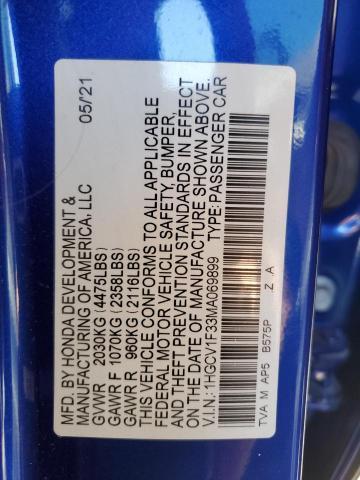 MFD. BY HONDA DEVELOPMENT &
MANUFACTURING OF AMERICA, LLC 05/21
GVWR 2030KG (4475LBS)
GAWR F 1070KG (2358LBS)
GAWR R 960KG (2116LBS)
THIS VEHICLE CONFORMS TO ALL APPLICABLE
FEDERAL MOTOR VEHICLE SAFETY, BUMPER,
AND THEFT PREVENTION STANDARDS IN EFFECT
ON THE DATE OF MANUFACTURE SHOWN ABOVE.
V.I.N.: 1HGCV1F33MA069899 TYPE: PASSENGER CAR
TVA M AP5 B575P Z A